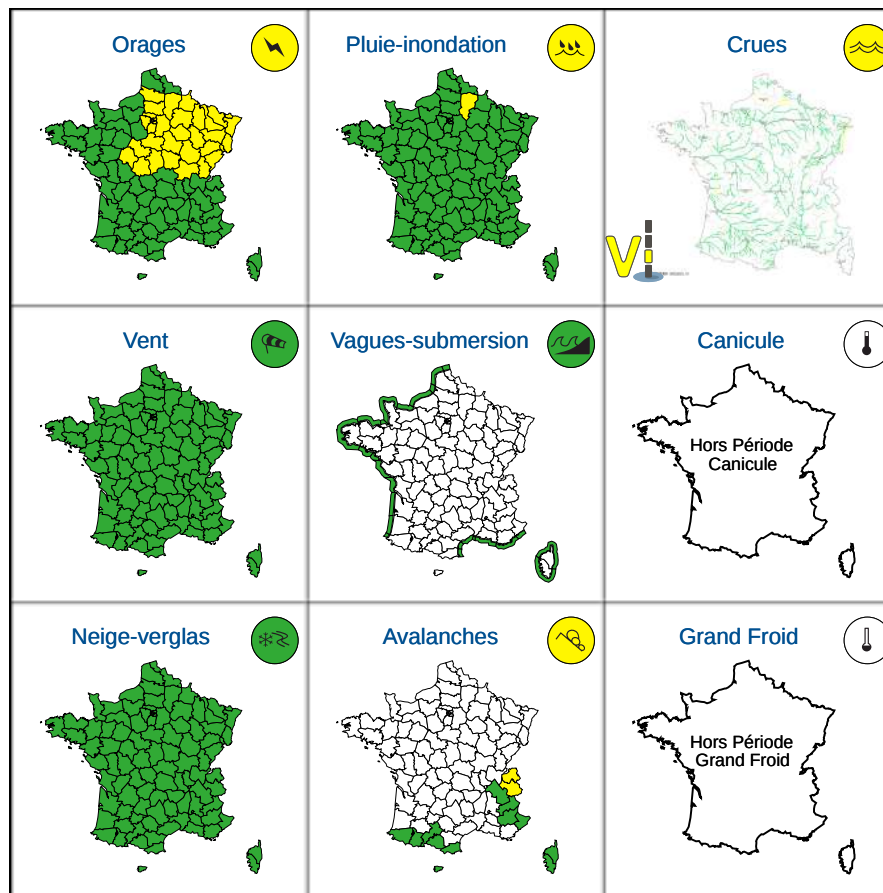 Orages
Pluie-inondation
Crues
Vi
Vent
Vagues-submersion
Canicule
Hors Période
Canicule
Neige-verglas
Avalanches
Grand Froid
Hors Période
Grand Froid